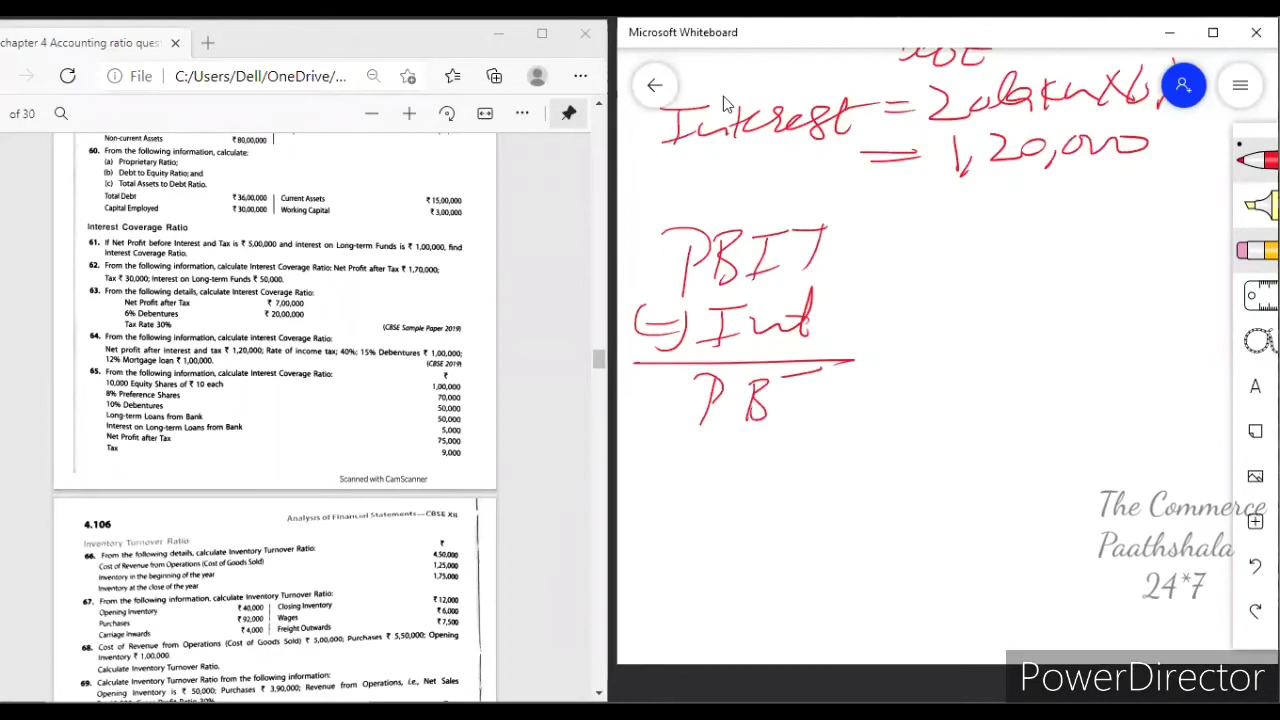 chapter 4 Accounting ratio ques
File C:/Users/Dell/OneDrive/...
of 30
Non-current Assets ₹ 80,00,000
60. From the following information, calculate:
(a) Proprietary Ratio;
(b) Debt to Equity Ratio; and
(c) Total Assets to Debt Ratio.
Total Debt ₹ 36,00,000 Current Assets ₹ 15,00,000
Capital Employed ₹ 30,00,000 Working Capital ₹ 3,00,000
Interest Coverage Ratio
61. If Net Profit before Interest and Tax is ₹ 5,00,000 and interest on Long-term Funds is ₹ 1,00,000, find
Interest Coverage Ratio.
62. From the following information, calculate Interest Coverage Ratio: Net Profit after Tax ₹ 1,70,000;
Tax ₹ 30,000; Interest on Long-term Funds ₹ 50,000.
63. From the following details, calculate Interest Coverage Ratio:
Net Profit after Tax ₹ 7,00,000
6% Debentures ₹ 20,00,000
Tax Rate 30% (CBSE Sample Paper 2019)
64. From the following information, calculate Interest Coverage Ratio:
Net profit after interest and tax ₹ 1,20,000; Rate of income tax; 40%; 15% Debentures ₹ 1,00,000;
12% Mortgage loan ₹ 1,00,000. (CBSE 2019)
65. From the following information, calculate Interest Coverage Ratio: ₹
10,000 Equity Shares of ₹ 10 each 1,00,000
8% Preference Shares 70,000
10% Debentures 50,000
Long-term Loans from Bank 50,000
Interest on Long-term Loans from Bank 5,000
Net Profit after Tax 75,000
Tax 9,000
Scanned with CamScanner
4.106 Analysis of Financial Statements—CBSE XII
Inventory Turnover Ratio
66. From the following details, calculate Inventory Turnover Ratio: ₹
Cost of Revenue from Operations (Cost of Goods Sold) 4,50,000
Inventory in the beginning of the year 1,25,000
Inventory at the close of the year 1,75,000
67. From the following information, calculate Inventory Turnover Ratio:
Opening Inventory ₹ 40,000 Closing Inventory ₹ 12,000
Purchases ₹ 92,000 Wages ₹ 6,000
Carriage Inwards ₹ 4,000 Freight Outwards ₹ 7,500
68. Cost of Revenue from Operations (Cost of Goods Sold) ₹ 5,00,000; Purchases ₹ 5,50,000; Opening
Inventory ₹ 1,00,000.
Calculate Inventory Turnover Ratio.
69. Calculate Inventory Turnover Ratio from the following information:
Opening Inventory is ₹ 50,000; Purchases ₹ 3,90,000; Revenue from Operations, i.e., Net Sales
Microsoft Whiteboard
Interest = 20
= 1,20,000
PBIT
(-) Int
PBT
The Commerce
Paathshala
24*7
PowerDirector